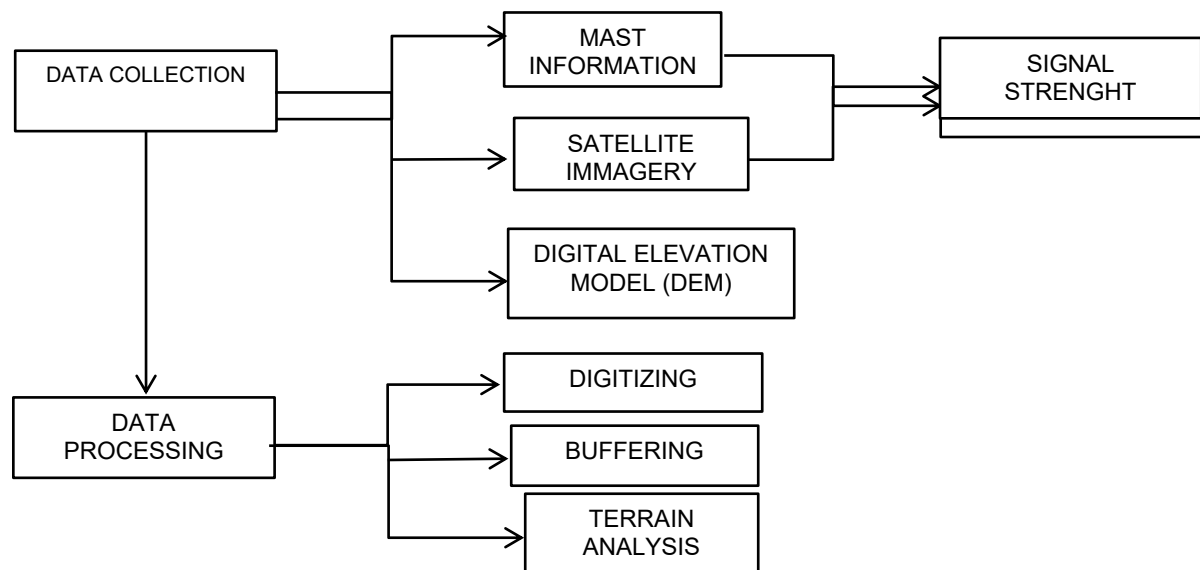 DATA COLLECTION
MAST
INFORMATION
SIGNAL
STRENGHT
SATELLITE
IMMAGERY
DIGITAL ELEVATION
MODEL (DEM)
DATA
PROCESSING
DIGITIZING
BUFFERING
TERRAIN
ANALYSIS